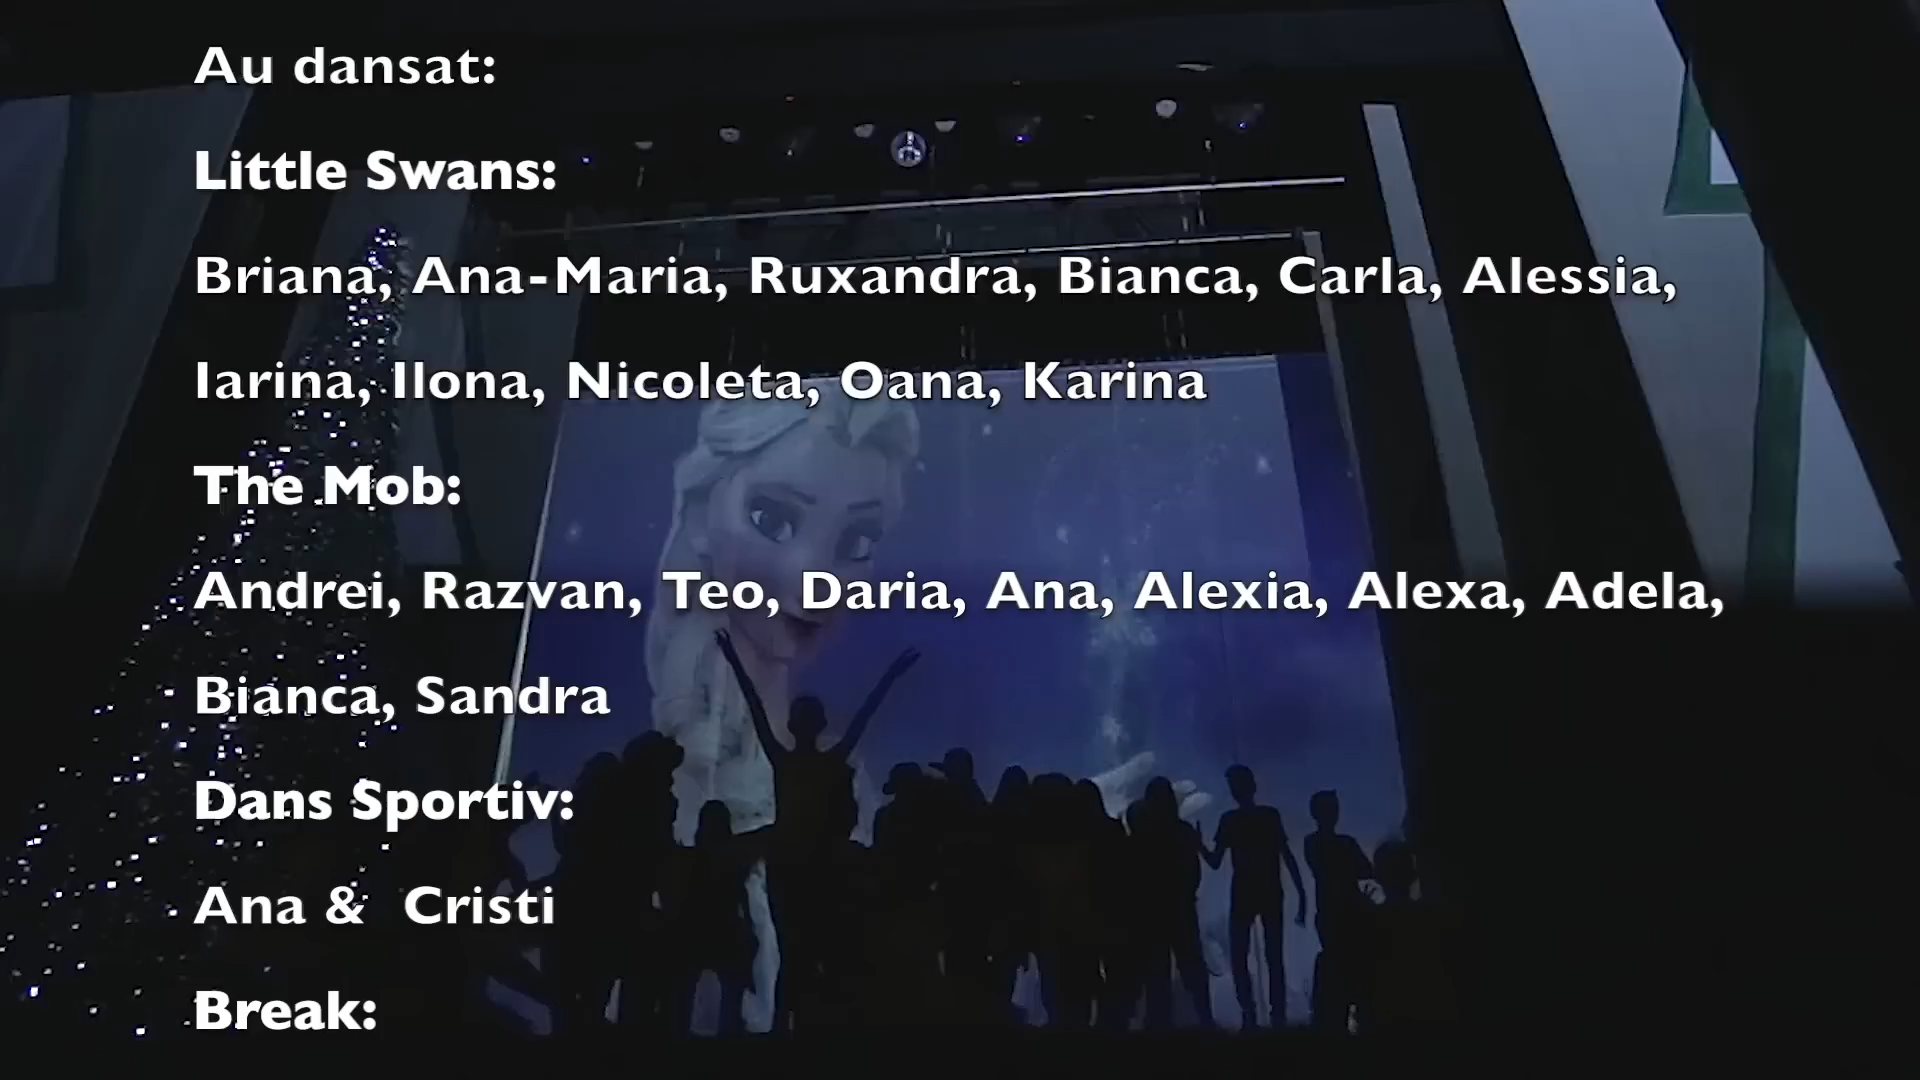 Au dansat:
Little Swans:
Briana, Ana-Maria, Ruxandra, Bianca, Carla, Alessia,
Iarina, Ilona, Nicoleta, Oana, Karina
The Mob:
Andrei, Razvan, Teo, Daria, Ana, Alexia, Alexa, Adela,
Bianca, Sandra
Dans Sportiv:
Ana &  Cristi
Break: